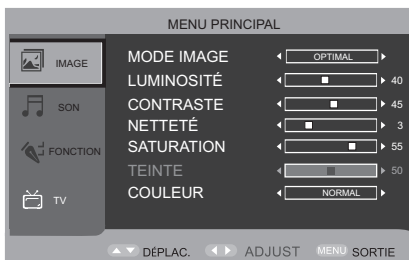 MENU PRINCIPAL
IMAGE
SON
FONCTION
TV
MODE IMAGE OPTIMAL
LUMINOSITÉ 40
CONTRASTE 45
NETTETÉ 3
SATURATION 55
TEINTE 50
COULEUR NORMAL
DÉPLAC. ADJUST MENU SORTIE